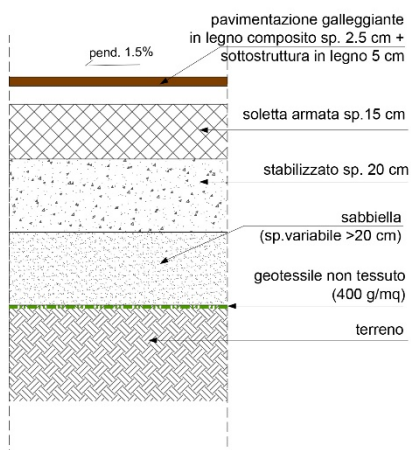 pavimentazione galleggiante
in legno composito sp. 2.5 cm +
sottostruttura in legno 5 cm
pend. 1.5%
soletta armata sp.15 cm
stabilizzato sp. 20 cm
sabbiella
(sp.variabile >20 cm)
geotessile non tessuto
(400 g/mq)
terreno